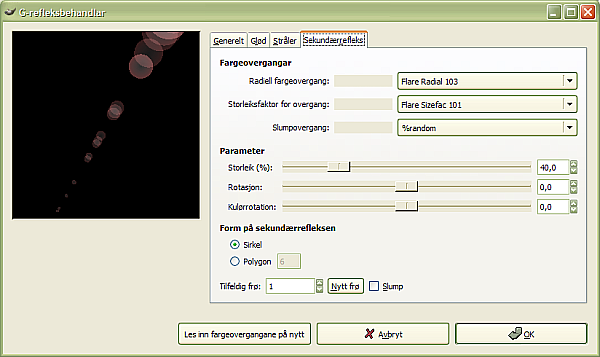 G-refleksbehandlar
Generelt Glød Stråler Sekundærrefleks
Fargeovergangar
Radiell fargeovergang: Flare Radial 103
Storleiksfaktor for overgang: Flare Sizefac 101
Slumpovergang: %random
Parameter
Storleik (%): 40,0
Rotasjon: 0,0
Kulørrotation: 0,0
Form på sekundærrefleksen
Sirkel
Polygon 6
Tilfeldig frø: 1 Nytt frø Slump
Les inn fargeovergangane på nytt Avbryt OK